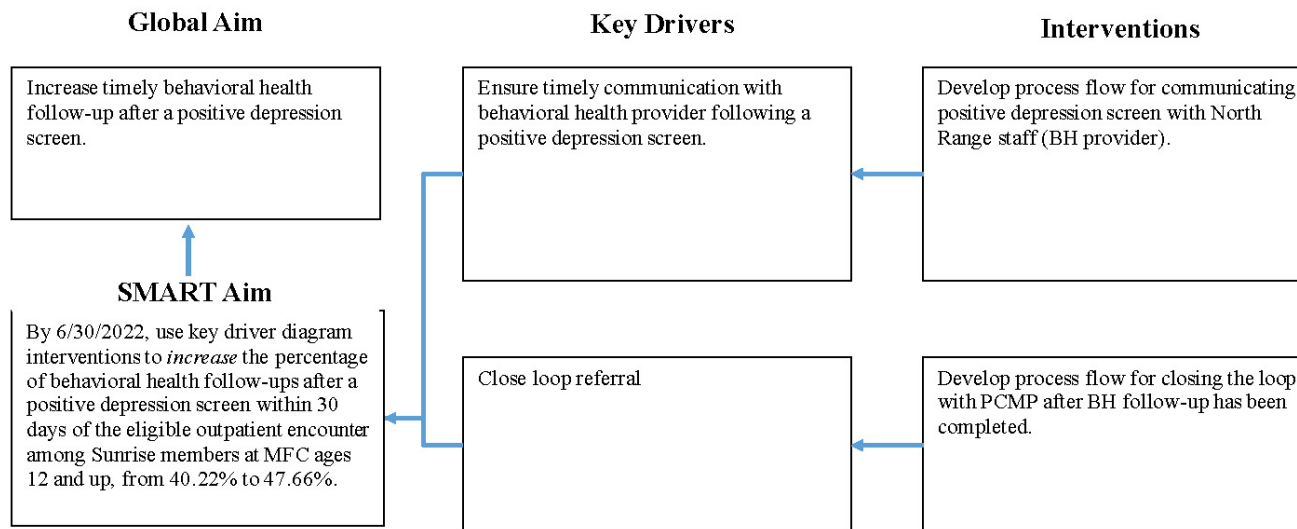 Global Aim
Increase timely behavioral health
follow-up after a positive depression
screen.
SMART Aim
By 6/30/2022, use key driver diagram
interventions to increase the percentage
of behavioral health follow-ups after a
positive depression screen within 30
days of the eligible outpatient encounter
among Sunrise members at MFC ages
12 and up, from 40.22% to 47.66%.
Key Drivers
Ensure timely communication with
behavioral health provider following a
positive depression screen.
Close loop referral
Interventions
Develop process flow for communicating
positive depression screen with North
Range staff (BH provider).
Develop process flow for closing the loop
with PCMP after BH follow-up has been
completed.